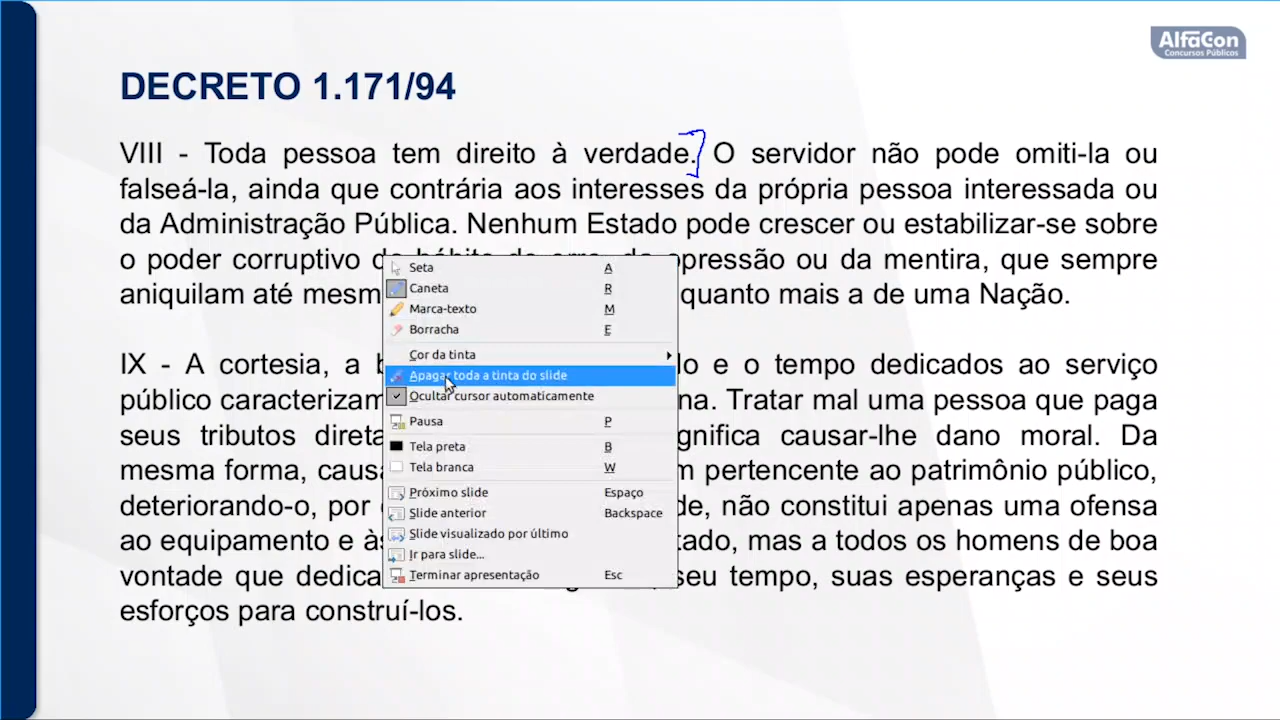 AlfaCon
Concursos Públicos
DECRETO 1.171/94
VIII - Toda pessoa tem direito à verdade. O servidor não pode omiti-la ou
falseá-la, ainda que contrária aos interesses da própria pessoa interessada ou
da Administração Pública. Nenhum Estado pode crescer ou estabilizar-se sobre
o poder corruptivo do hábito do erro, da opressão ou da mentira, que sempre
aniquilam até mesm quanto mais a de uma Nação.
IX - A cortesia, a b o e o tempo dedicados ao serviço
público caracterizam na. Tratar mal uma pessoa que paga
seus tributos direta gnifica causar-lhe dano moral. Da
mesma forma, causa m pertencente ao patrimônio público,
deteriorando-o, por de, não constitui apenas uma ofensa
ao equipamento e às tado, mas a todos os homens de boa
vontade que dedica seu tempo, suas esperanças e seus
esforços para construí-los.
Seta A
Caneta R
Marca-texto M
Borracha E
Cor da tinta
Apagar toda a tinta do slide
Ocultar cursor automaticamente
Pausa P
Tela preta B
Tela branca W
Próximo slide Espaço
Slide anterior Backspace
Slide visualizado por último
Ir para slide...
Terminar apresentação Esc